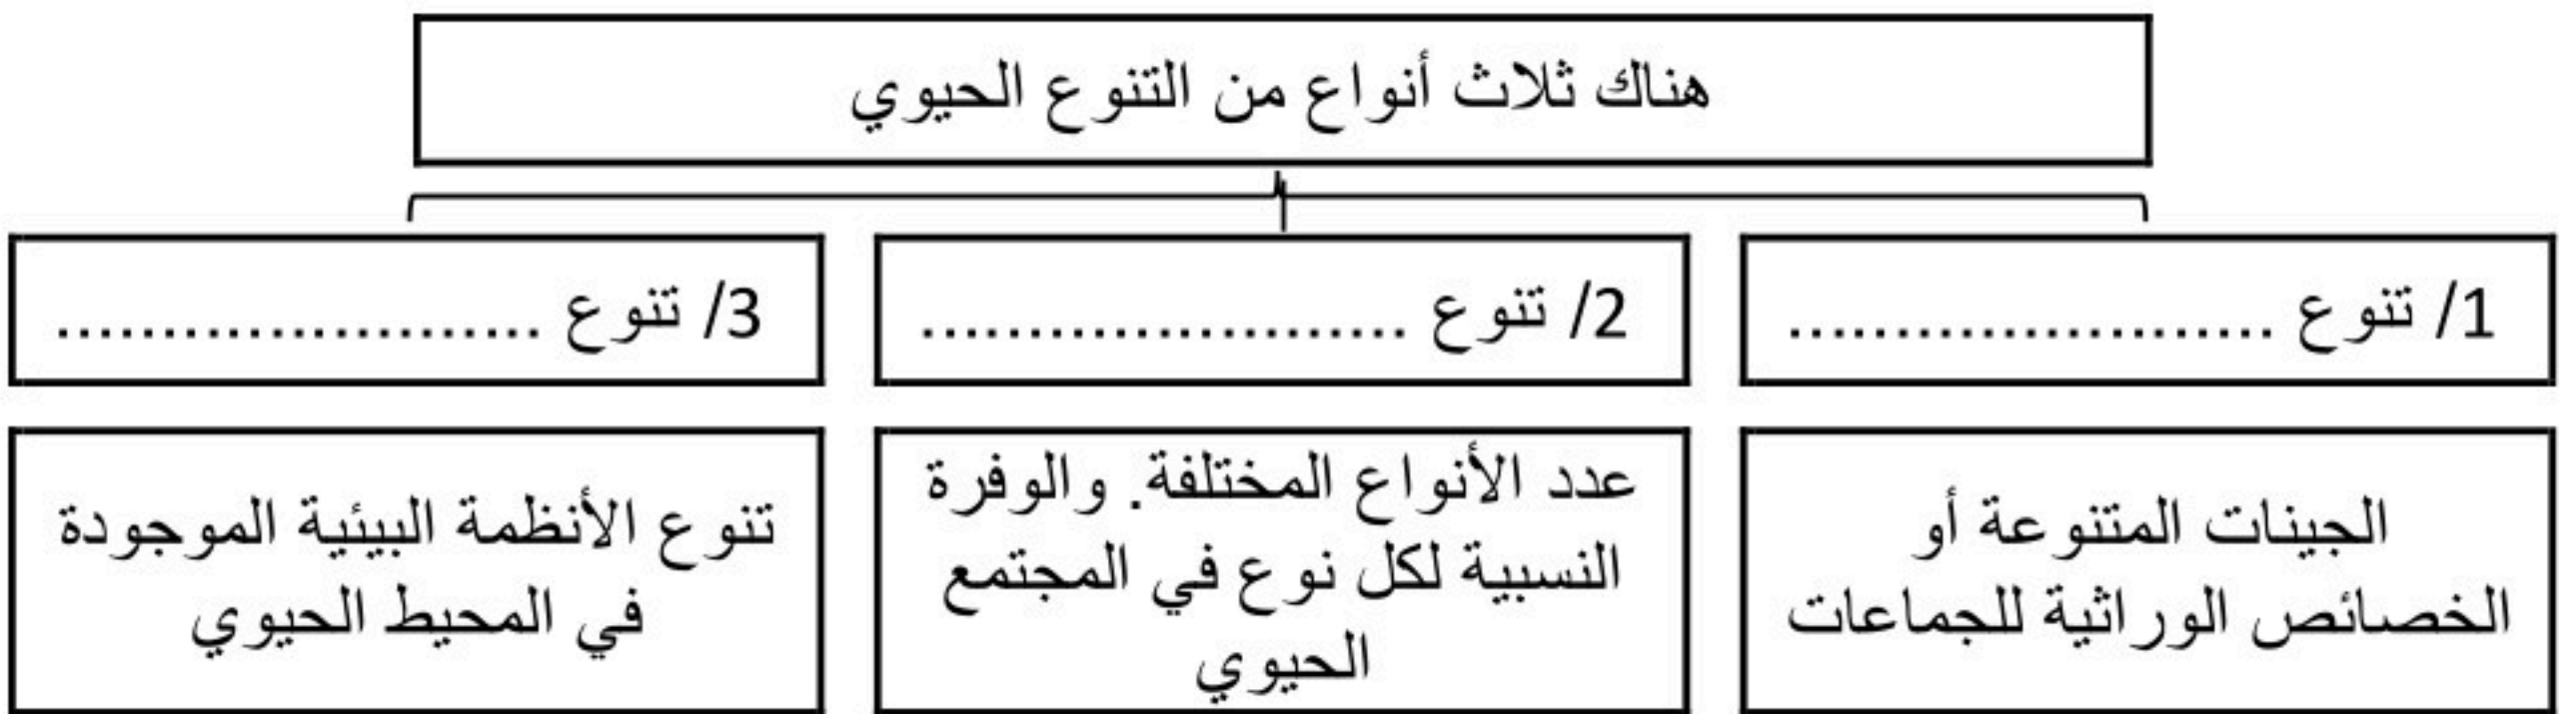 هناك ثلاث أنواع من التنوع الحيوي
1/ تنوع .......................
2/ تنوع .......................
3/ تنوع .......................
الجينات المتنوعة أو
الخصائص الوراثية للجماعات
عدد الأنواع المختلفة. والوفرة
النسبية لكل نوع في المجتمع
الحيوي
تنوع الأنظمة البيئية الموجودة
في المحيط الحيوي